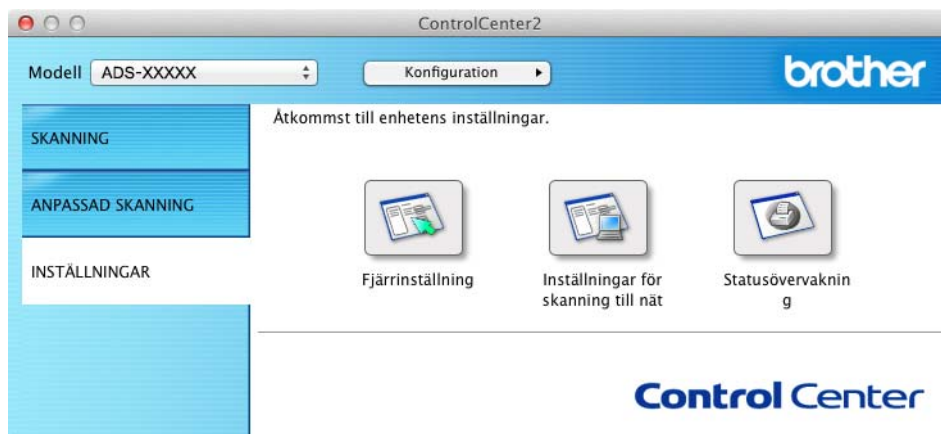 ControlCenter2
Modell ADS-XXXXX Konfiguration brother
SKANNING
ANPASSAD SKANNING
INSTÄLLNINGAR
Åtkommst till enhetens inställningar.
Fjärrinställning
Inställningar för
skanning till nät
Statusövervaknin
g
Control Center